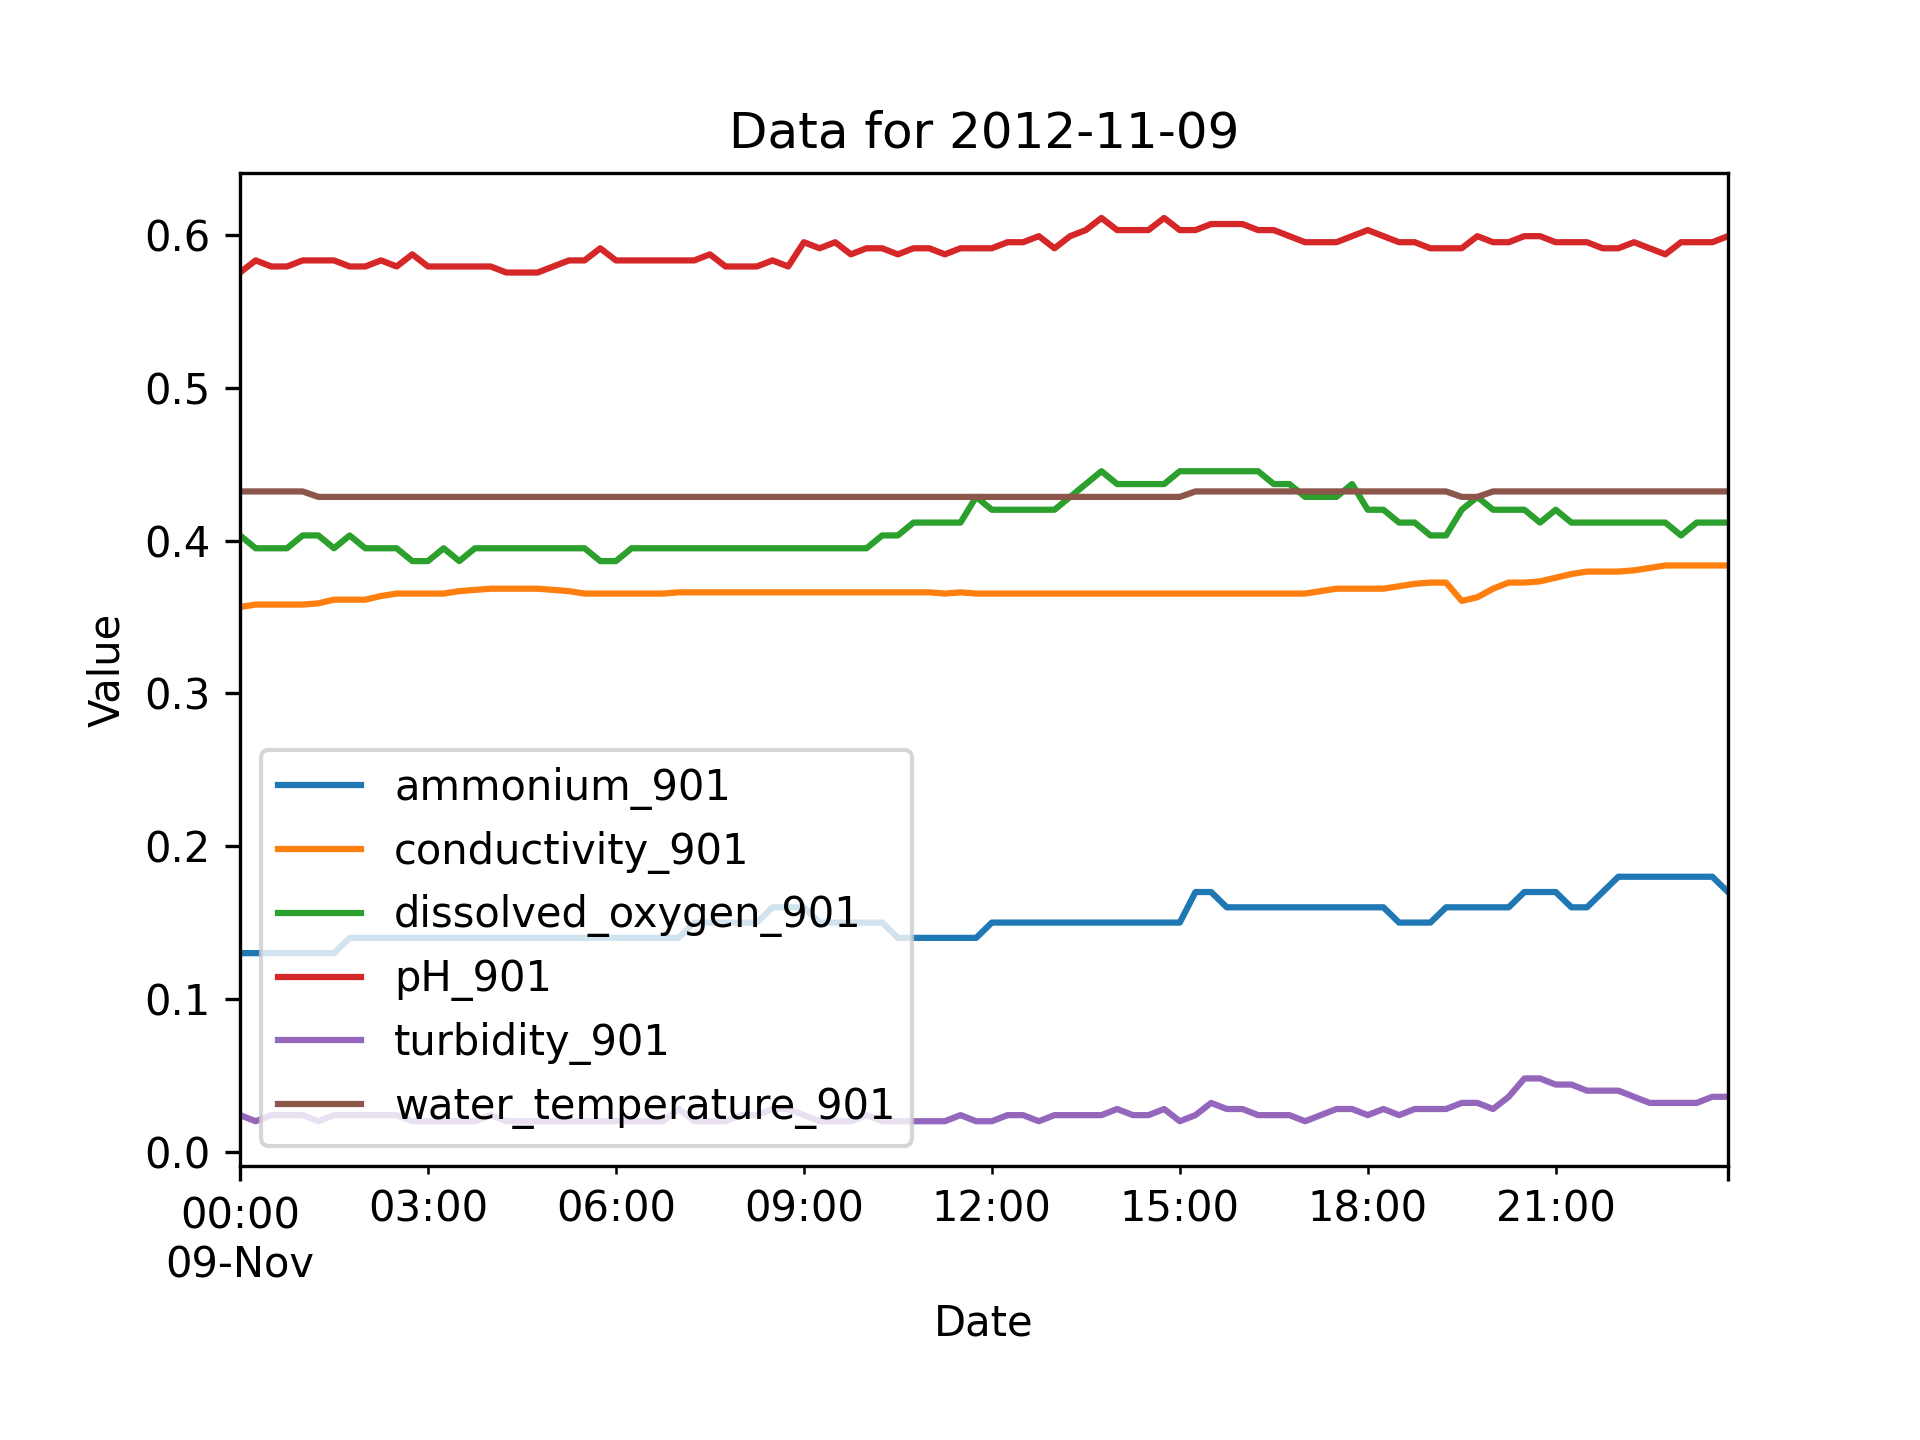 Data for 2012-11-09
0.6
0.5
0.4
0.3
0.2
0.1
0.0
Value
ammonium_901
conductivity_901
dissolved_oxygen_901
pH_901
turbidity_901
water_temperature_901
00:00 03:00 06:00 09:00 12:00 15:00 18:00 21:00
09-Nov
Date